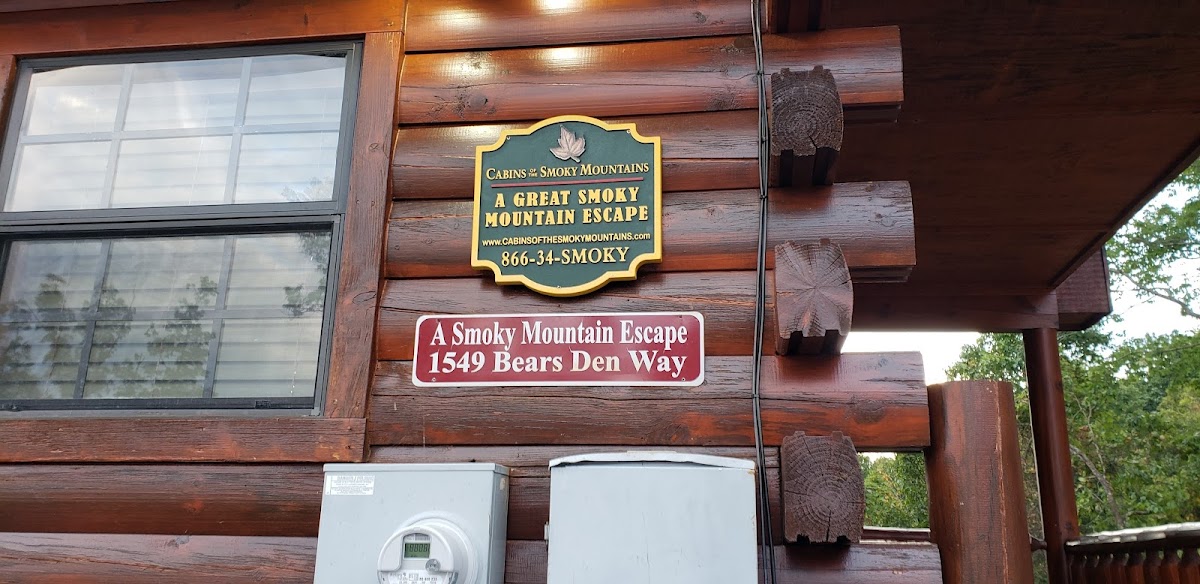 CABINS OF THE SMOKY MOUNTAINS
A GREAT SMOKY
MOUNTAIN ESCAPE
www.CABINSOFTHESMOKYMOUNTAINS.com
866-34-SMOKY
A Smoky Mountain Escape
1549 Bears Den Way